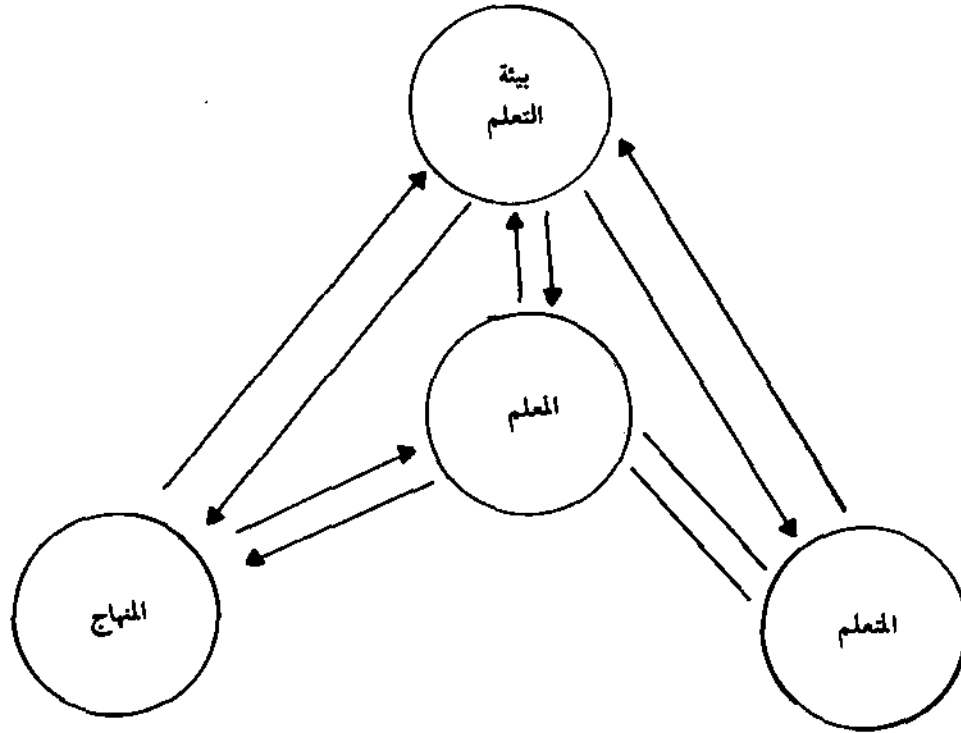 بيئة
التعلم
المعلم
المنهاج
المتعلم